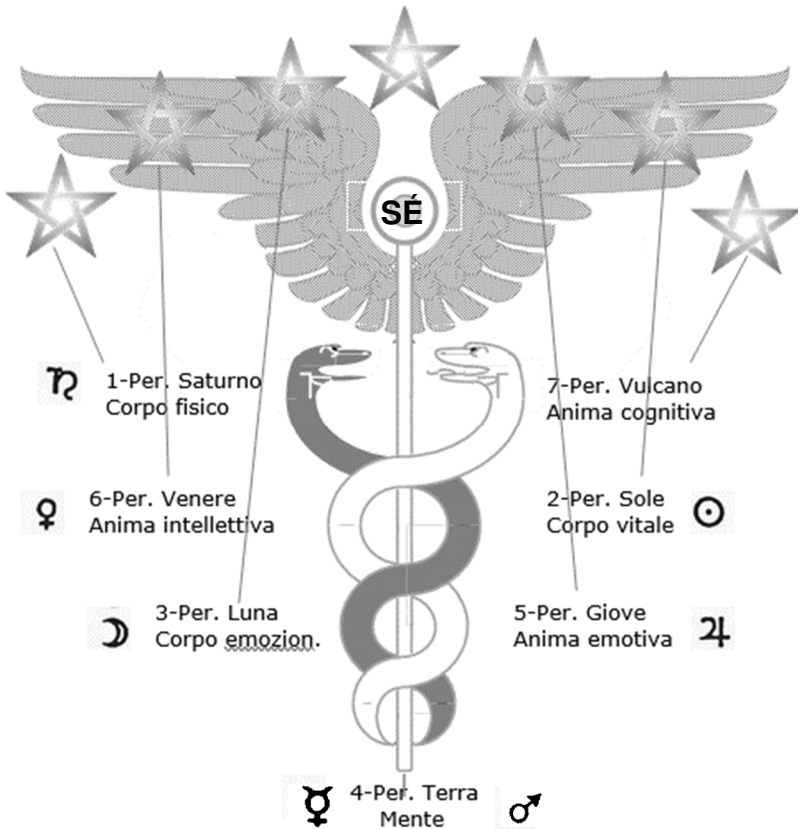 SÉ
1-Per. Saturno
Corpo fisico
7-Per. Vulcano
Anima cognitiva
6-Per. Venere
Anima intellettiva
2-Per. Sole
Corpo vitale
3-Per. Luna
Corpo emozion.
5-Per. Giove
Anima emotiva
4-Per. Terra
Mente